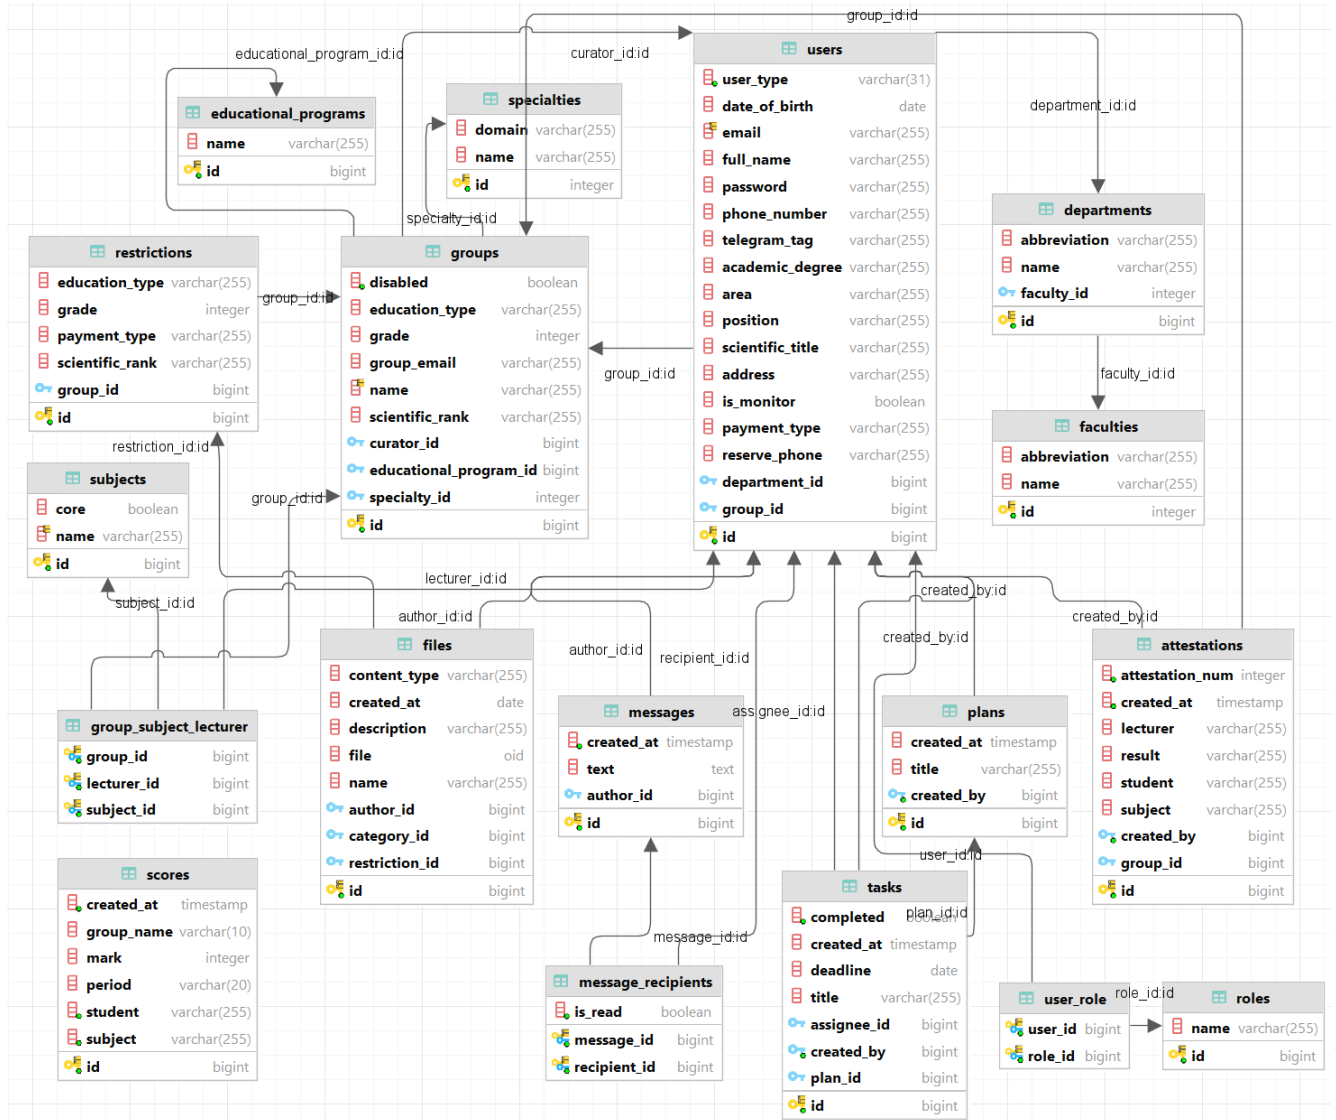 group_id:id
educational_program_id:id
curator_id:id
users
user_type varchar(31)
date_of_birth date
email varchar(255)
full_name varchar(255)
password varchar(255)
phone_number varchar(255)
telegram_tag varchar(255)
academic_degree varchar(255)
area varchar(255)
position varchar(255)
scientific_title varchar(255)
address varchar(255)
is_monitor boolean
payment_type varchar(255)
reserve_phone varchar(255)
department_id bigint
group_id bigint
id bigint
educational_programs
name varchar(255)
id bigint
specialties
domain varchar(255)
name varchar(255)
id integer
department_id:id
specialty_id:id
departments
abbreviation varchar(255)
name varchar(255)
faculty_id integer
id bigint
restrictions
education_type varchar(255)
grade integer
payment_type varchar(255)
scientific_rank varchar(255)
group_id bigint
id bigint
group_id:id
groups
disabled boolean
education_type varchar(255)
grade integer
group_email varchar(255)
name varchar(255)
scientific_rank varchar(255)
curator_id bigint
educational_program_id bigint
specialty_id integer
id bigint
group_id:id
faculty_id:id
faculties
abbreviation varchar(255)
name varchar(255)
id integer
restriction_id:id
subjects
core boolean
name varchar(255)
id bigint
group_id:id
lecturer_id:id
subject_id:id
author_id:id
created_by:id
created_by:id
created_by:id
author_id:id
recipient_id:id
assignee_id:id
files
content_type varchar(255)
created_at date
description varchar(255)
file oid
name varchar(255)
author_id bigint
category_id bigint
restriction_id bigint
id bigint
attestations
attestation_num integer
created_at timestamp
lecturer varchar(255)
result varchar(255)
student varchar(255)
subject varchar(255)
created_by bigint
group_id bigint
id bigint
group_subject_lecturer
group_id bigint
lecturer_id bigint
subject_id bigint
messages
created_at timestamp
text text
author_id bigint
id bigint
plans
created_at timestamp
title varchar(255)
created_by bigint
id bigint
scores
created_at timestamp
group_name varchar(10)
mark integer
period varchar(20)
student varchar(255)
subject varchar(255)
id bigint
user_id:id
tasks
completed boolean
created_at timestamp
deadline date
title varchar(255)
assignee_id bigint
created_by bigint
plan_id bigint
id bigint
plan_id:id
message_id:id
message_recipients
is_read boolean
message_id bigint
recipient_id bigint
user_role
user_id bigint
role_id bigint
role_id:id
roles
name varchar(255)
id bigint